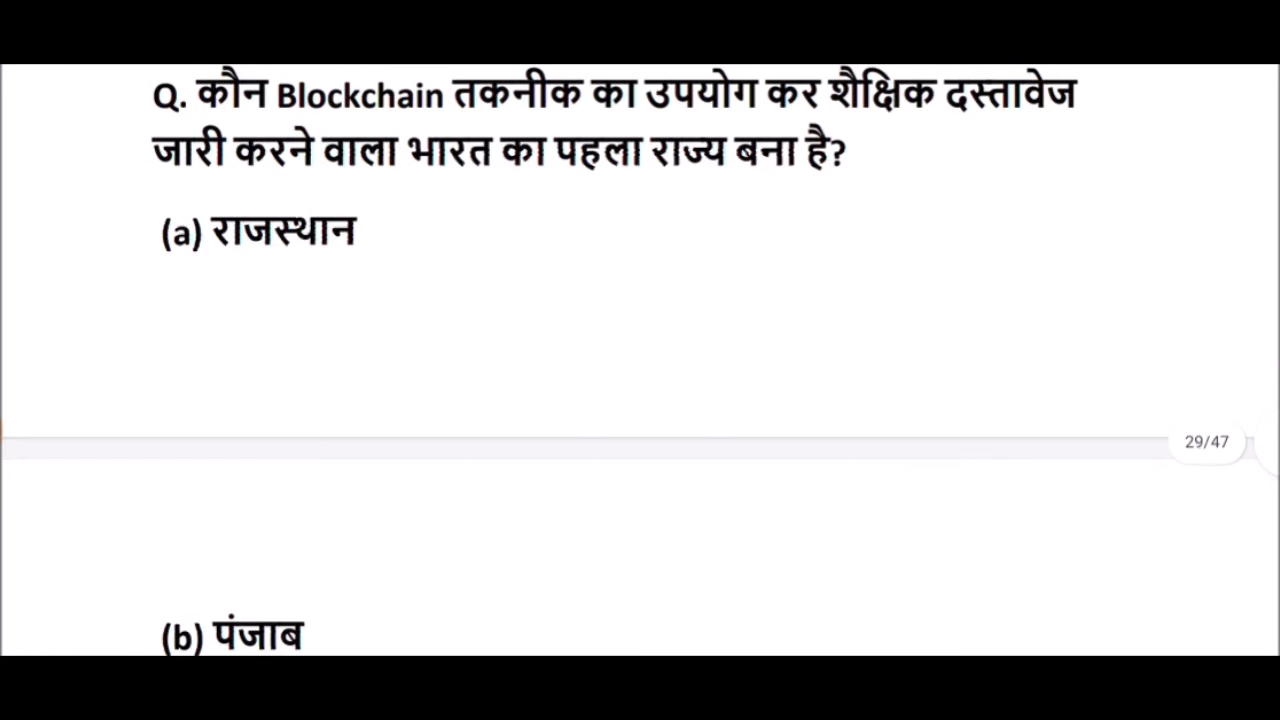 Q. कौन Blockchain तकनीक का उपयोग कर शैक्षिक दस्तावेज
जारी करने वाला भारत का पहला राज्य बना है?
(a) राजस्थान
29/47
(b) पंजाब